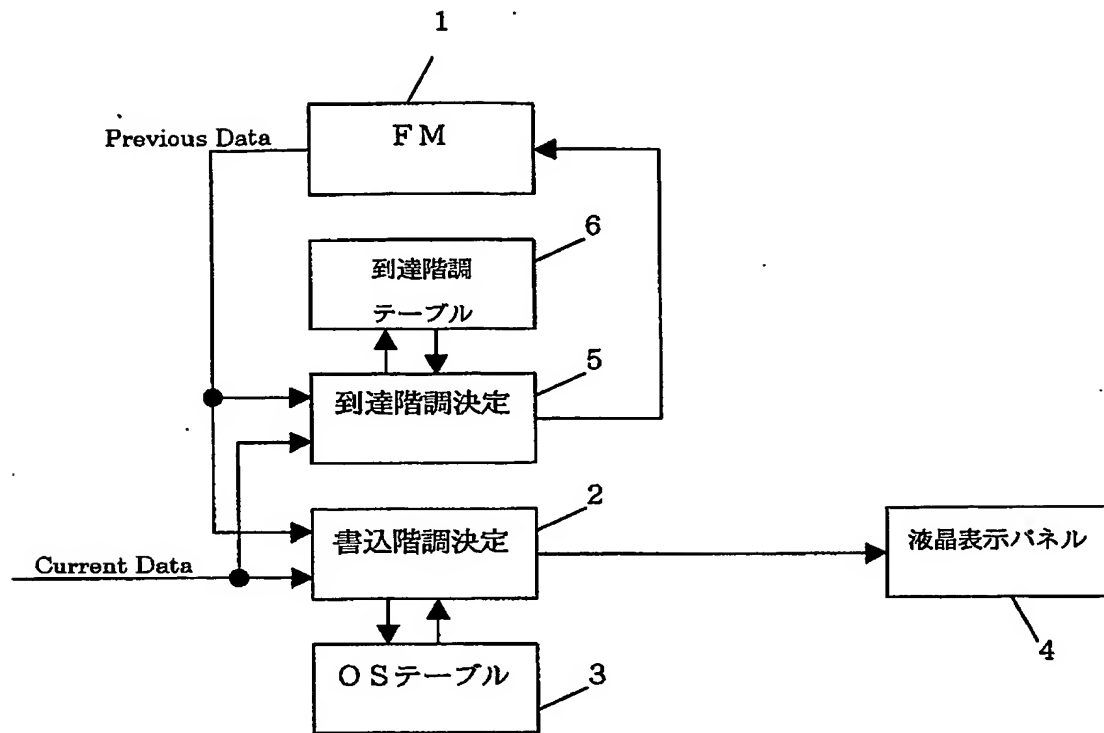 1
FM
Previous Data
6
到達階調
テーブル
5
到達階調決定
2
書込階調決定
液晶表示パネル
Current Data
4
OSテーブル
3